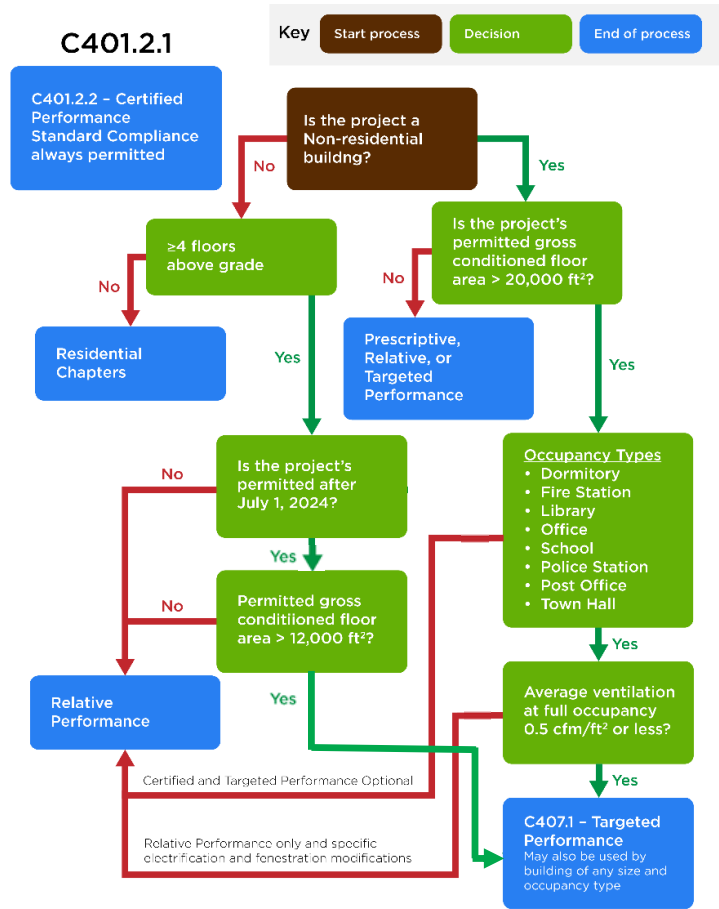 Key
Start process
Decision
End of process
C401.2.1
C401.2.2 – Certified
Performance
Standard Compliance
always permitted
Is the project a
Non-residential
buildng?
No
Yes
≥4 floors
above grade
Is the project's
permitted gross
conditioned floor
area > 20,000 ft²?
No
No
Residential
Chapters
Prescriptive,
Relative, or
Targeted
Performance
Yes
Yes
Is the project's
permitted after
July 1, 2024?
No
Occupancy Types
• Dormitory
• Fire Station
• Library
• Office
• School
• Police Station
• Post Office
• Town Hall
Yes
Permitted gross
conditiioned floor
area > 12,000 ft²?
No
Yes
Yes
Relative
Performance
Average ventilation
at full occupancy
0.5 cfm/ft² or less?
Certified and Targeted Performance Optional
Yes
Relative Performance only and specific
electrification and fenestration modifications
C407.1 – Targeted
Performance
May also be used by
building of any size and
occupancy type